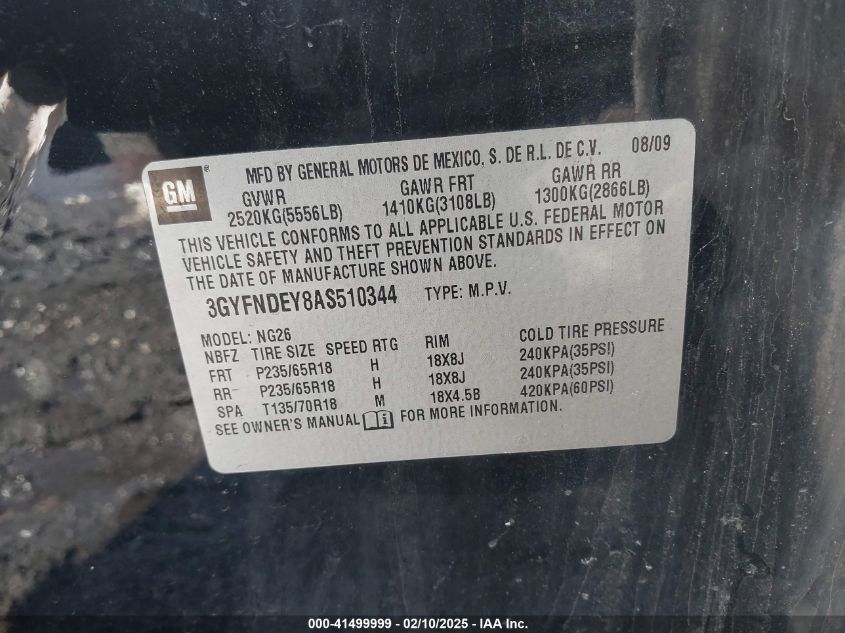 GM
MFD BY GENERAL MOTORS DE MEXICO, S. DE R.L. DE C.V. 08/09
GVWR GAWR FRT GAWR RR
2520KG(5556LB) 1410KG(3108LB) 1300KG(2866LB)
THIS VEHICLE CONFORMS TO ALL APPLICABLE U.S. FEDERAL MOTOR
VEHICLE SAFETY AND THEFT PREVENTION STANDARDS IN EFFECT ON
THE DATE OF MANUFACTURE SHOWN ABOVE.
3GYFNDEY8AS510344 TYPE: M.P.V.
MODEL: NG26
NBFZ TIRE SIZE SPEED RTG RIM COLD TIRE PRESSURE
FRT P235/65R18 H 18X8J 240KPA(35PSI)
RR P235/65R18 H 18X8J 240KPA(35PSI)
SPA T135/70R18 M 18X4.5B 420KPA(60PSI)
SEE OWNER'S MANUAL i FOR MORE INFORMATION.
000-41499999 - 02/10/2025 - IAA Inc.